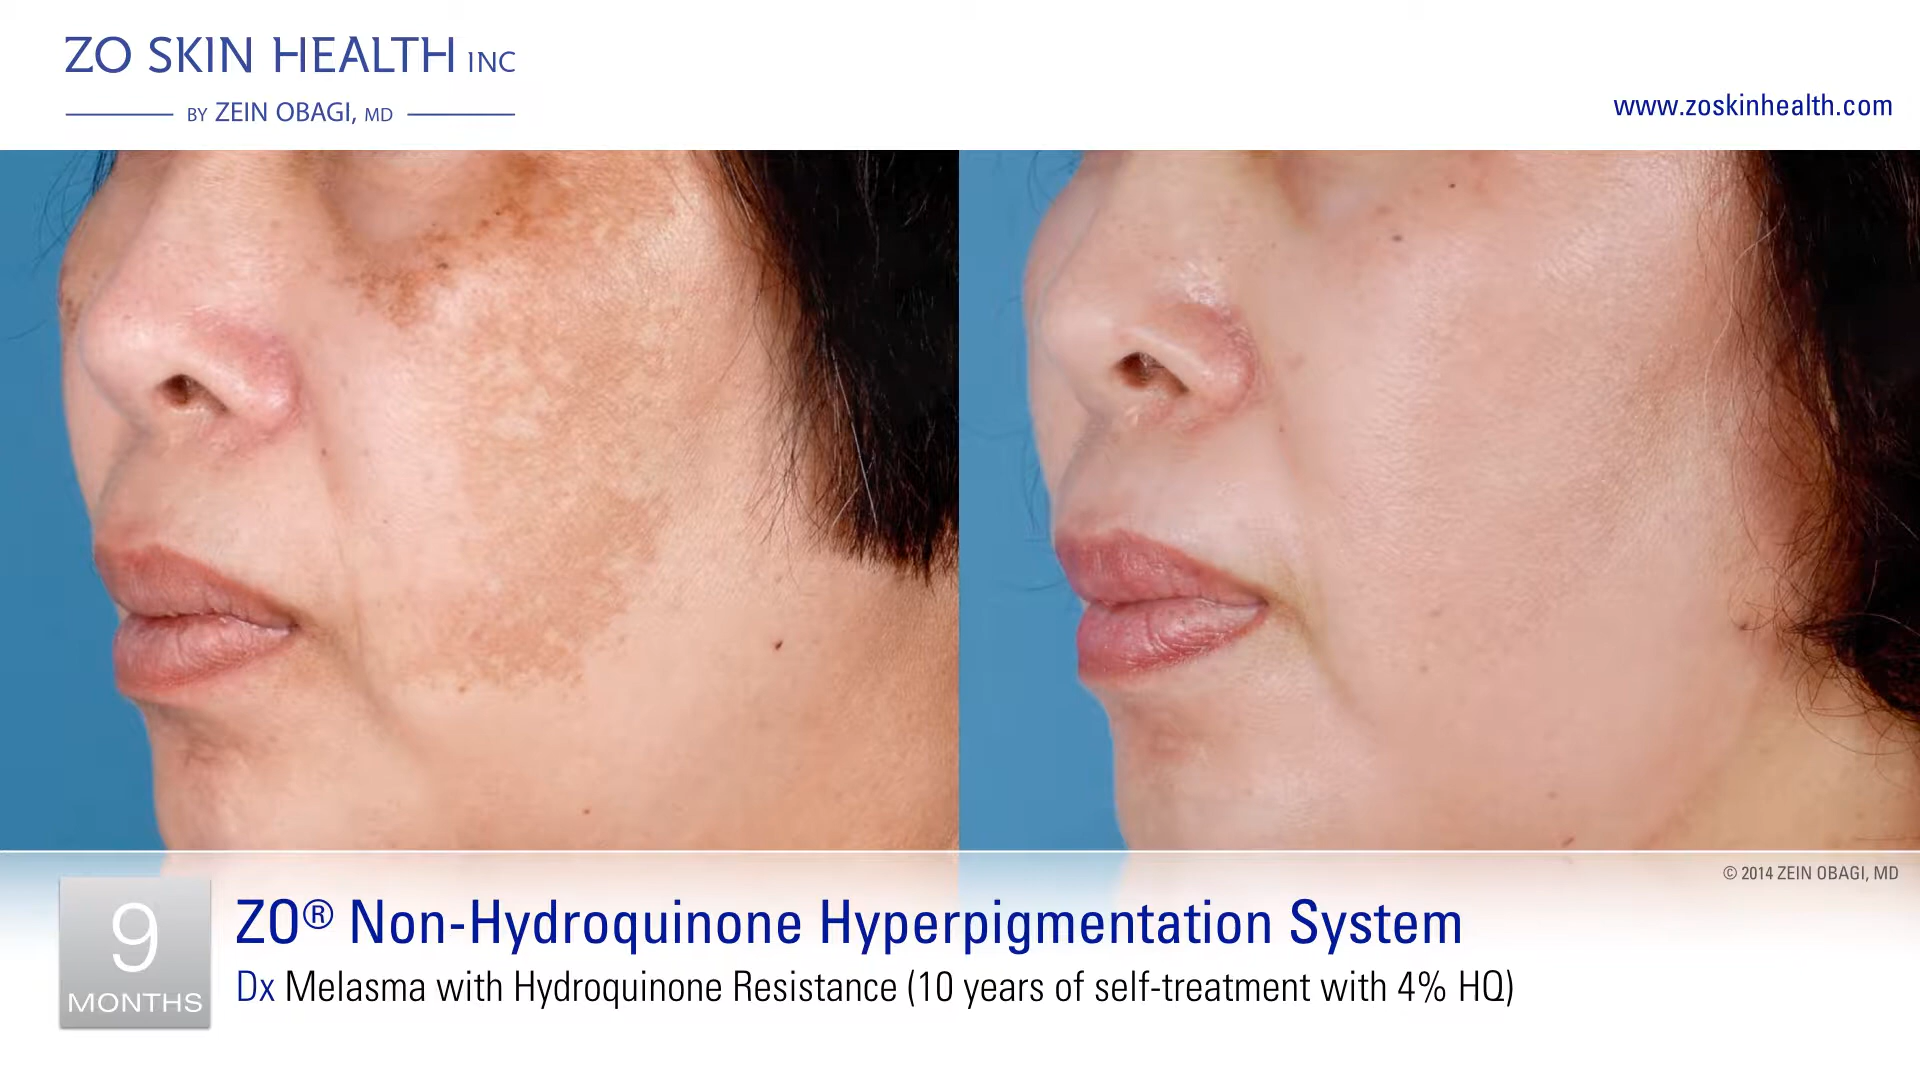 ZO SKIN HEALTH INC
BY ZEIN OBAGI, MD
www.zoskinhealth.com
© 2014 ZEIN OBAGI, MD
9
MONTHS
ZO® Non-Hydroquinone Hyperpigmentation System
Dx Melasma with Hydroquinone Resistance (10 years of self-treatment with 4% HQ)